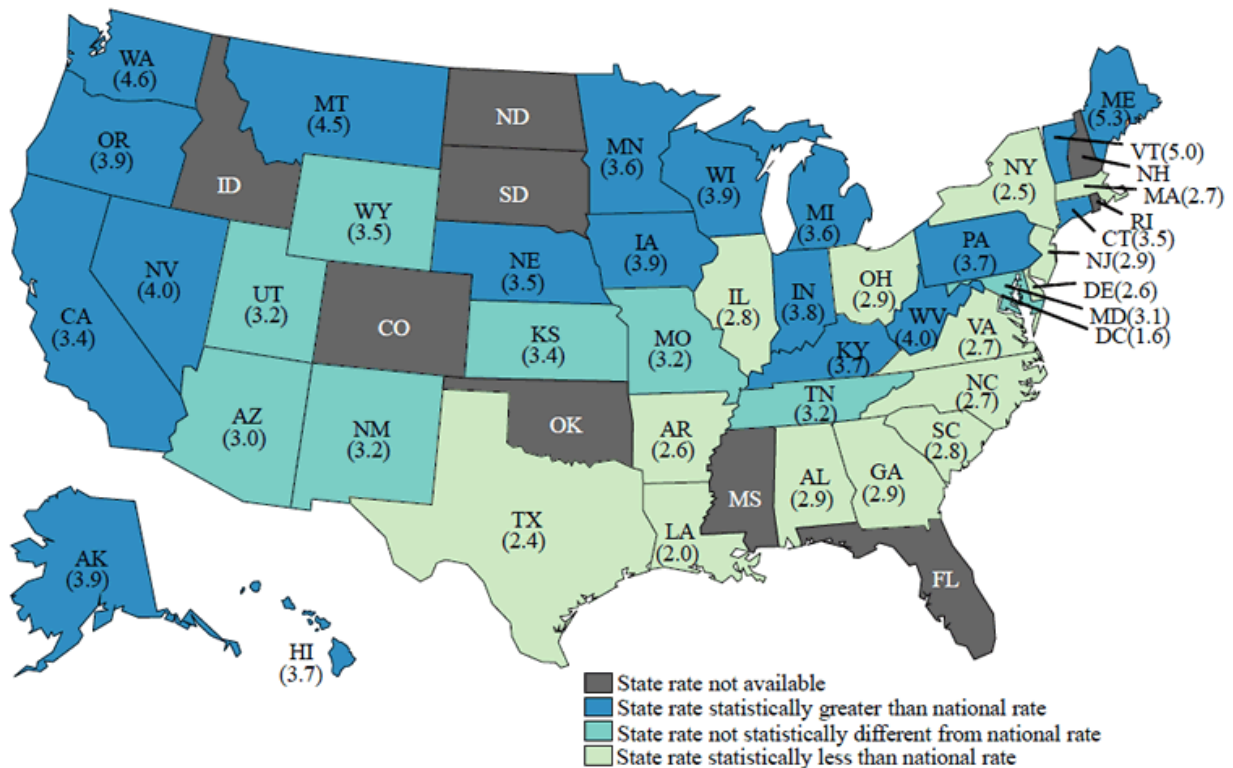 WA
(4.6)
MT
(4.5)
ND
OR
(3.9)
ID
SD
MN
(3.6)
WI
(3.9)
MI
(3.6)
NY
(2.5)
ME
(5.3)
VT(5.0)
NH
MA(2.7)
RI
CT(3.5)
NJ(2.9)
DE(2.6)
MD(3.1)
DC(1.6)
WY
(3.5)
NE
(3.5)
IA
(3.9)
PA
(3.7)
NV
(4.0)
UT
(3.2)
CO
CA
(3.4)
KS
(3.4)
MO
(3.2)
IL
(2.8)
IN
(3.8)
OH
(2.9)
WV
(4.0)
VA
(2.7)
KY
(3.7)
AZ
(3.0)
NM
(3.2)
OK
AR
(2.6)
TN
(3.2)
NC
(2.7)
SC
(2.8)
MS
AL
(2.9)
GA
(2.9)
TX
(2.4)
LA
(2.0)
FL
AK
(3.9)
HI
(3.7)
State rate not available
State rate statistically greater than national rate
State rate not statistically different from national rate
State rate statistically less than national rate